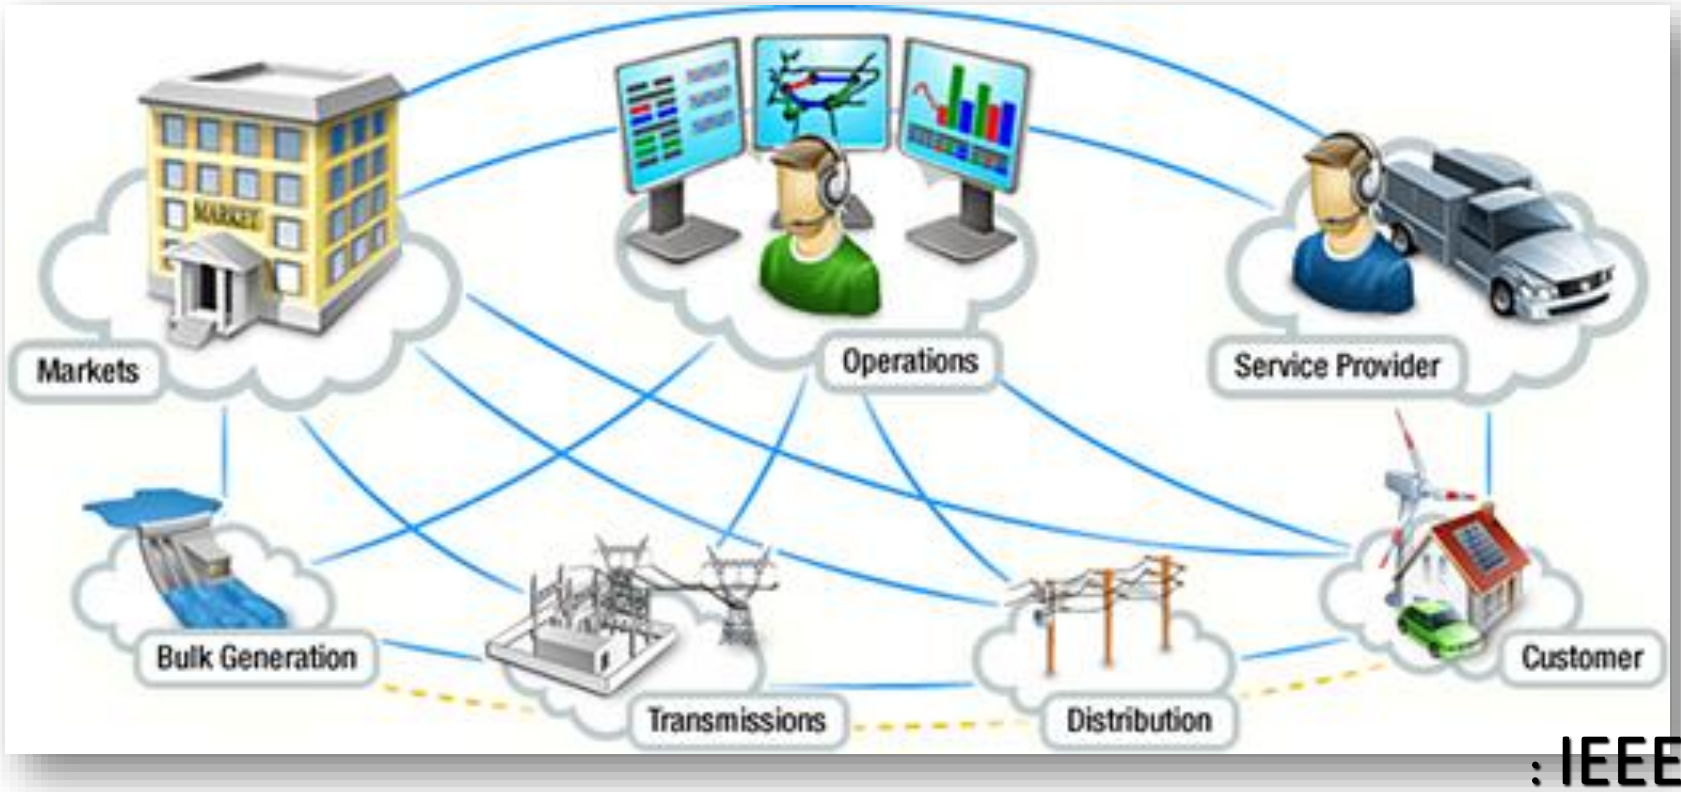 MARKET
Markets
Operations
Service Provider
Bulk Generation
Transmissions
Distribution
Customer
: IEEE